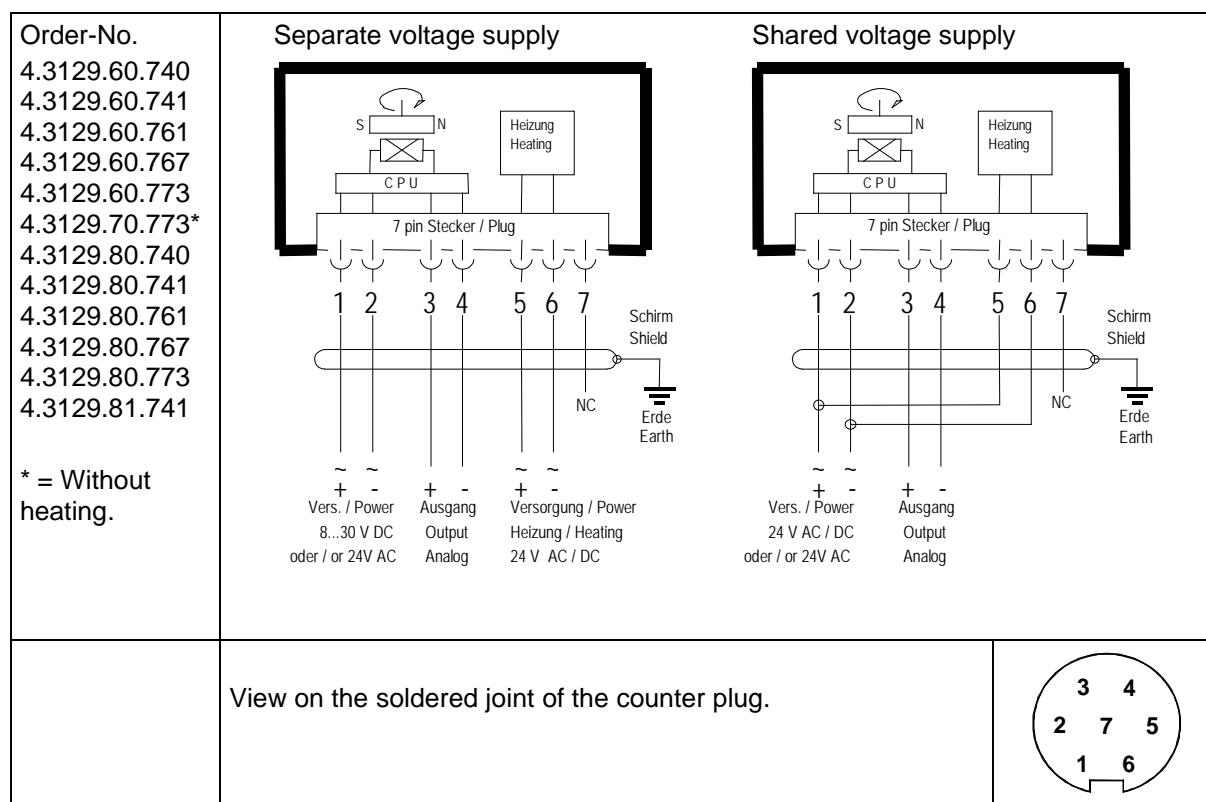 Order-No.
4.3129.60.740
4.3129.60.741
4.3129.60.761
4.3129.60.767
4.3129.60.773
4.3129.70.773*
4.3129.80.740
4.3129.80.741
4.3129.80.761
4.3129.80.767
4.3129.80.773
4.3129.81.741
* = Without
heating.
Separate voltage supply
S N
Heizung
Heating
CPU
7 pin Stecker / Plug
1 2 3 4 5 6 7
Schirm
Shield
NC
Erde
Earth
~ ~ ~ ~
+ - + - + -
Vers. / Power Ausgang Versorgung / Power
8...30 V DC Output Heizung / Heating
oder / or 24V AC Analog 24 V AC / DC
Shared voltage supply
S N
Heizung
Heating
CPU
7 pin Stecker / Plug
1 2 3 4 5 6 7
Schirm
Shield
NC
Erde
Earth
~ ~
+ - + -
Vers. / Power Ausgang
24 V AC / DC Output
oder / or 24V AC Analog
View on the soldered joint of the counter plug.
3 4
2 7 5
1 6